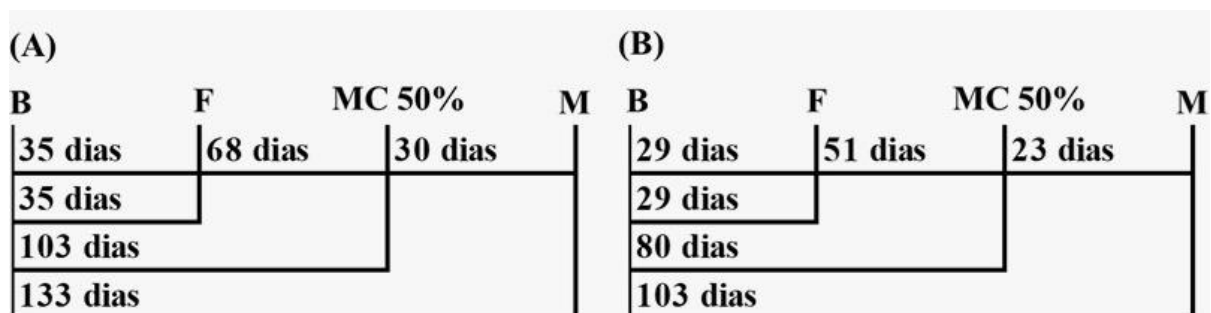 (A)
B F MC 50% M
35 dias 68 dias 30 dias
35 dias
103 dias
133 dias
(B)
B F MC 50% M
29 dias 51 dias 23 dias
29 dias
80 dias
103 dias